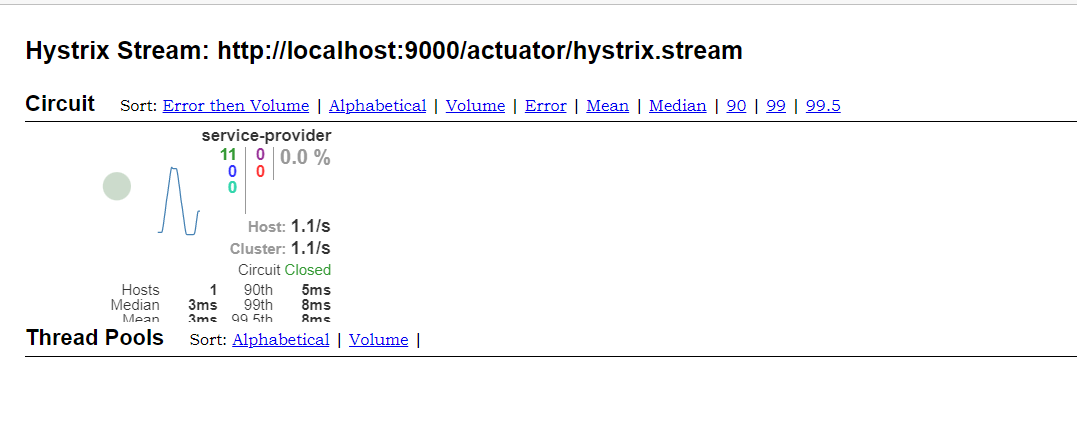 Hystrix Stream: http://localhost:9000/actuator/hystrix.stream
Circuit Sort: Error then Volume | Alphabetical | Volume | Error | Mean | Median | 90 | 99 | 99.5
service-provider
11 0 0.0 %
0 0
0
Host: 1.1/s
Cluster: 1.1/s
Circuit Closed
Hosts 1 90th 5ms
Median 3ms 99th 8ms
Mean 3ms 99.5th 8ms
Thread Pools Sort: Alphabetical | Volume |